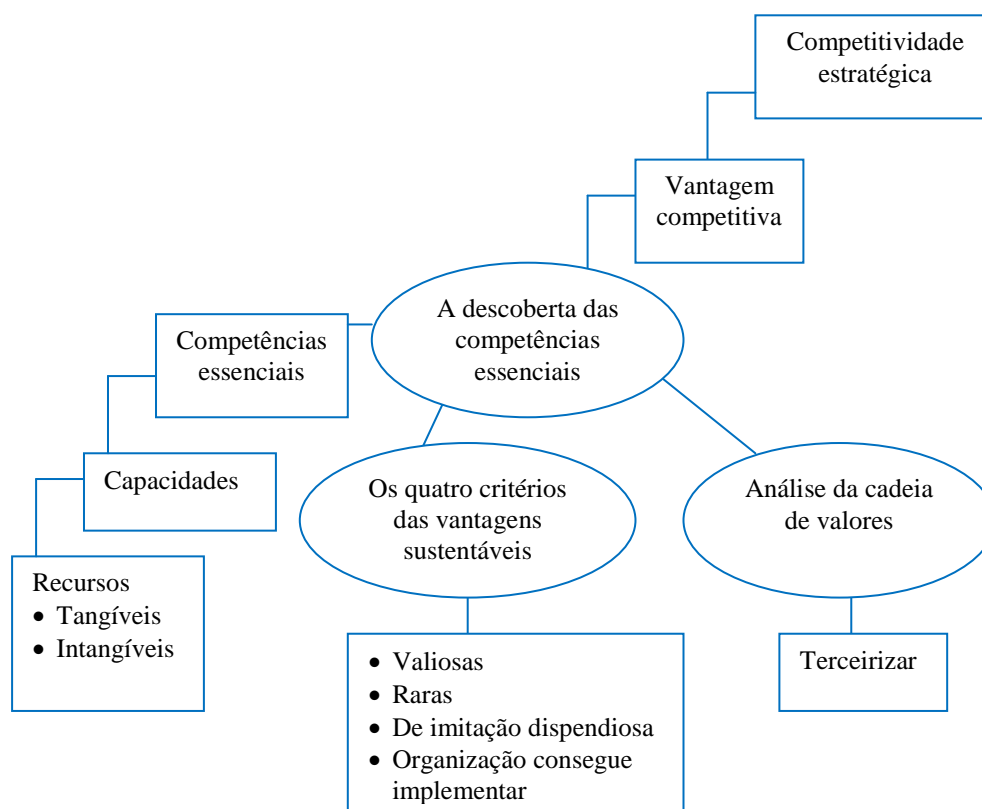 Competitividade
estratégica
Vantagem
competitiva
A descoberta das
competências
essenciais
Competências
essenciais
Capacidades
Recursos
• Tangíveis
• Intangíveis
Os quatro critérios
das vantagens
sustentáveis
Análise da cadeia
de valores
• Valiosas
• Raras
• De imitação dispendiosa
• Organização consegue
implementar
Terceirizar